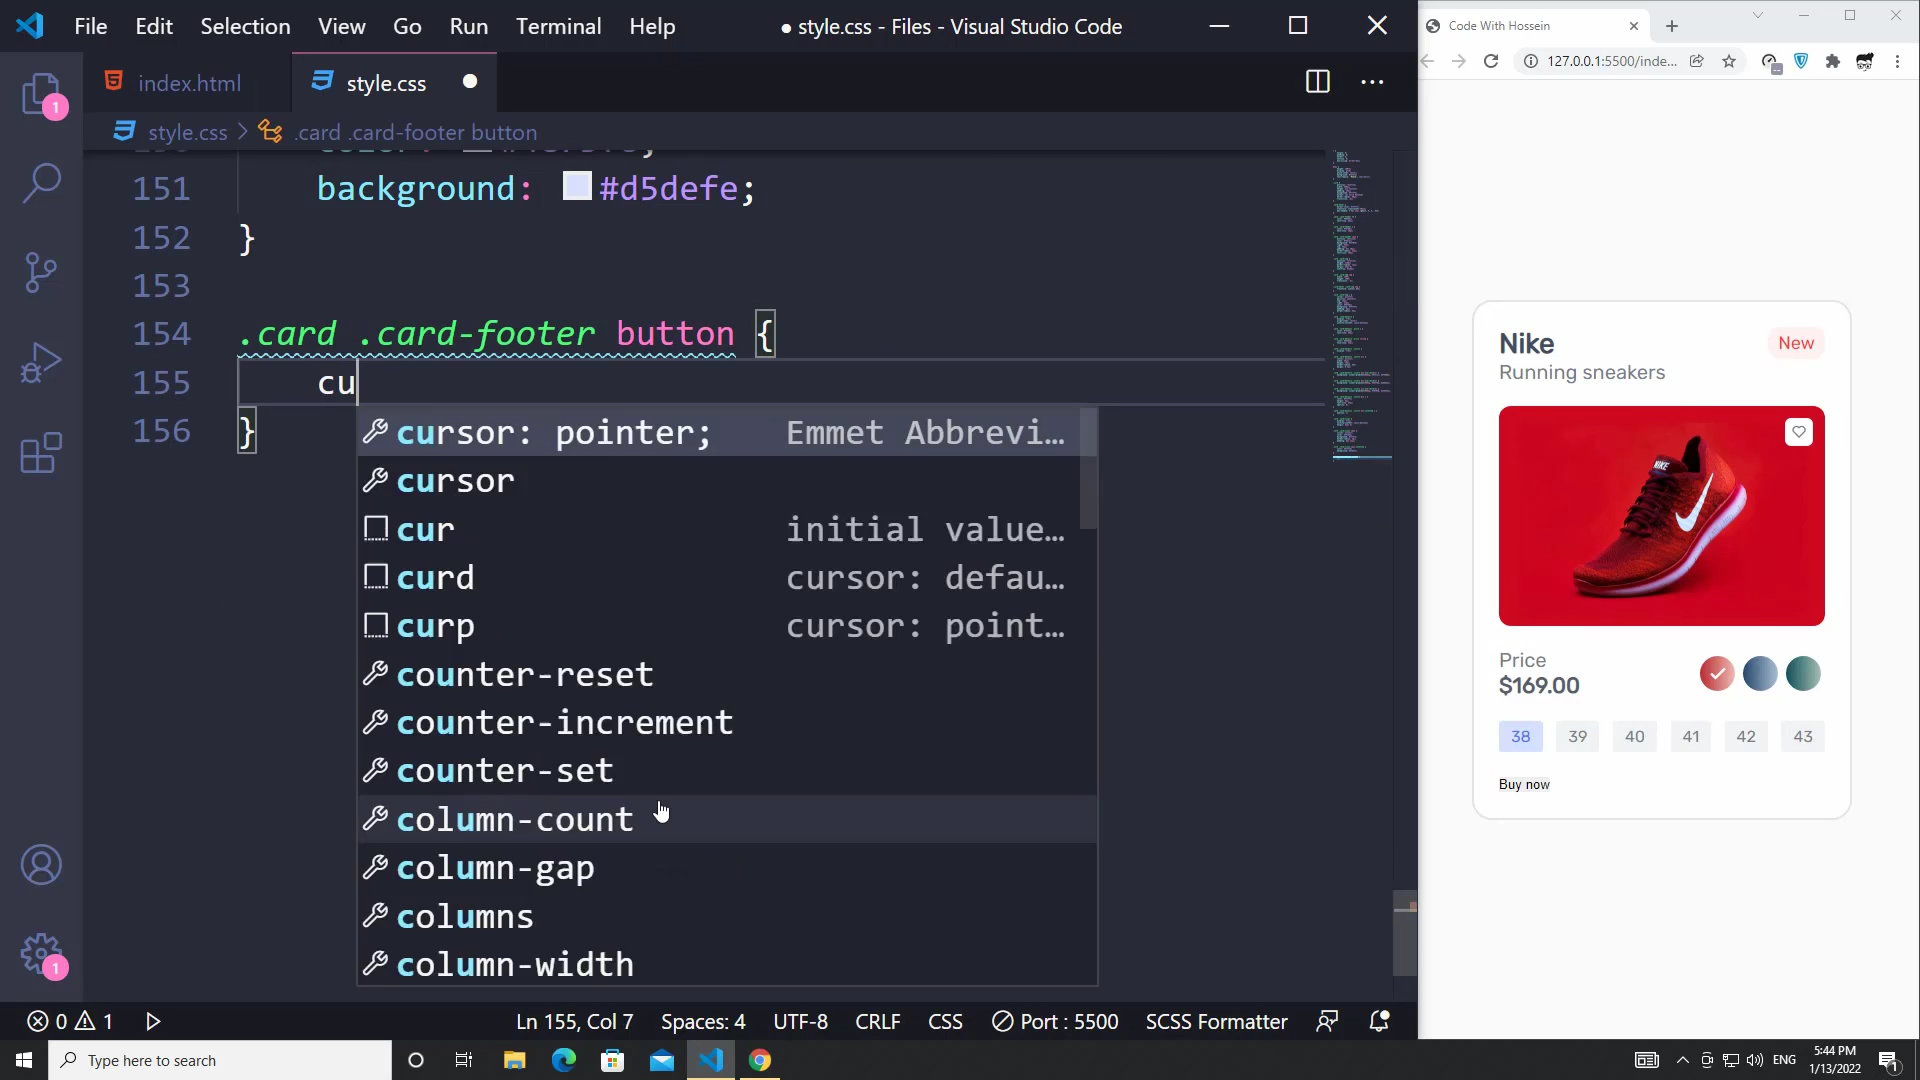 File Edit Selection View Go Run Terminal Help
● style.css - Files - Visual Studio Code
index.html
style.css
style.css > .card .card-footer button
151 background: #d5defe;
152 }
153
154 .card .card-footer button {
155 cu
156 }
cursor: pointer; Emmet Abbrevi…
cursor
cur initial value…
curd cursor: defau…
curp cursor: point…
counter-reset
counter-increment
counter-set
column-count
column-gap
columns
column-width
1
1
0 1
Ln 155, Col 7 Spaces: 4 UTF-8 CRLF CSS Port : 5500 SCSS Formatter
Code With Hossein
127.0.0.1:5500/inde...
Nike
New
Running sneakers
NIKE
Price
$169.00
38 39 40 41 42 43
Buy now
Type here to search
ENG
5:44 PM
1/13/2022
1